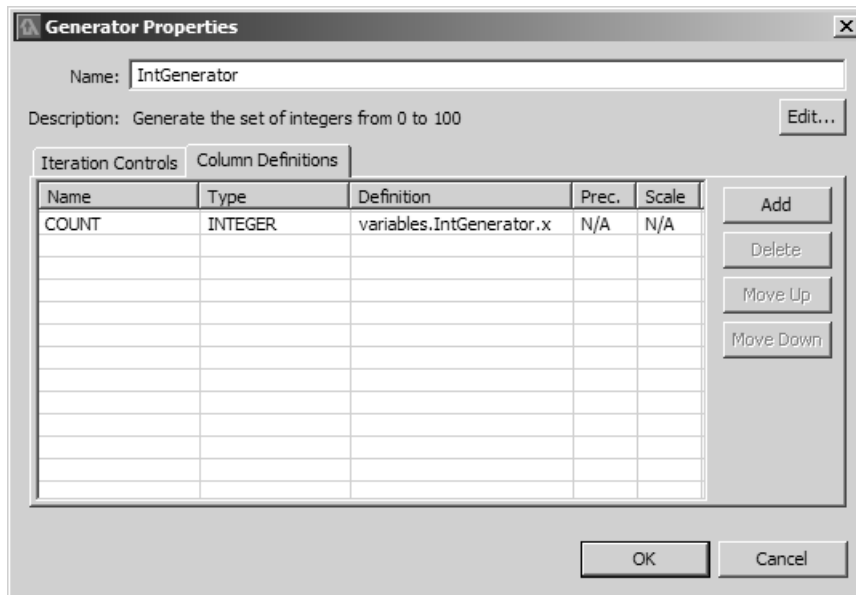 Generator Properties
Name: IntGenerator
Description: Generate the set of integers from 0 to 100
Edit...
Iteration Controls Column Definitions
Name Type Definition Prec. Scale
COUNT INTEGER variables.IntGenerator.x N/A N/A
Add
Delete
Move Up
Move Down
OK Cancel